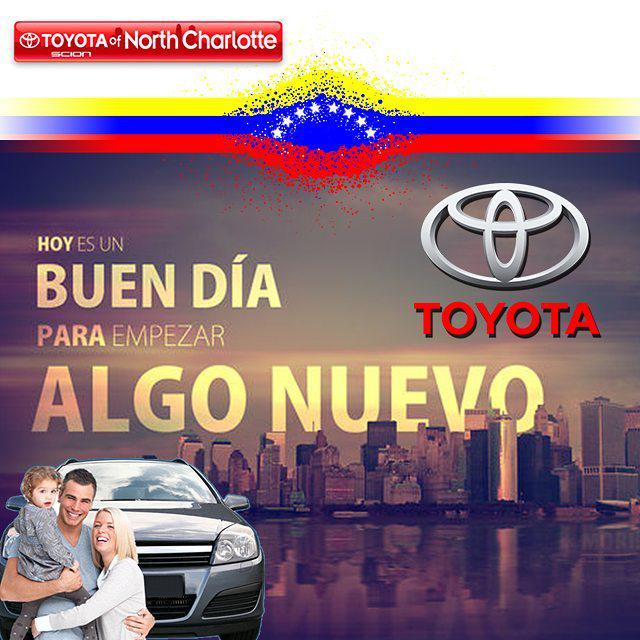 TOYOTA of North Charlotte
SCION
HOY ES UN
BUEN DÍA
PARA EMPEZAR
ALGO NUEVO
TOYOTA